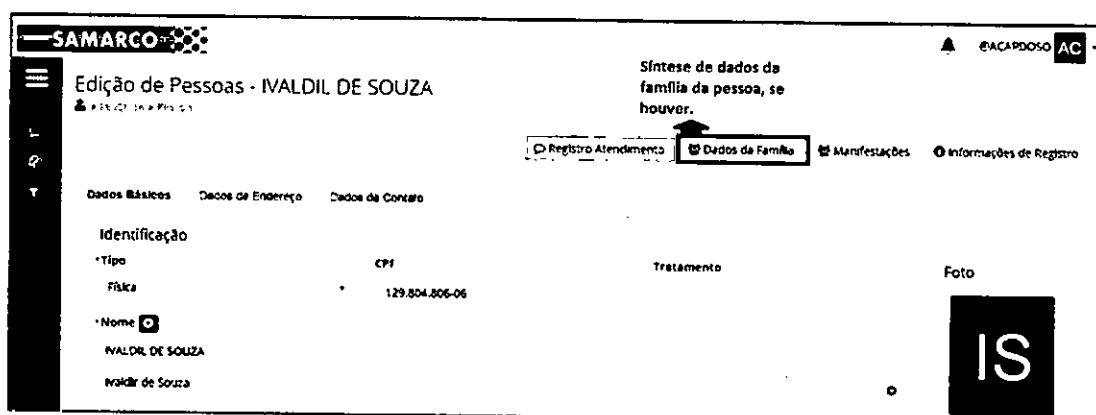 SAMARCO
@ACARDOSO AC
Edição de Pessoas - IVALDIL DE SOUZA
Síntese de dados da
família da pessoa, se
houver.
Registro Atendimento
Dados da Família
Manifestações
Informações de Registro
Dados Básicos
Dados de Endereço
Dados de Contato
Identificação
*Tipo
CPF
Tratamento
Foto
Física
129.804.806-06
*Nome
IVALDIL DE SOUZA
IS
Ivaldir de Souza